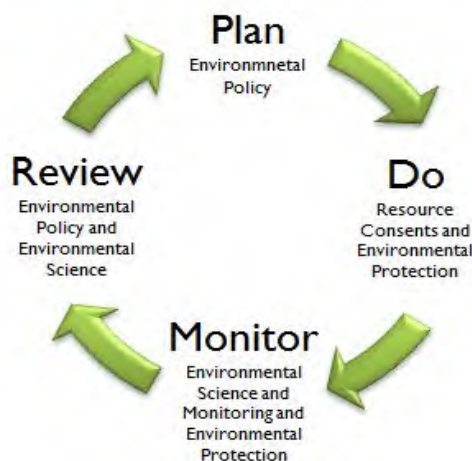 Plan
Environmnetal
Policy
Do
Resource
Consents and
Environmental
Protection
Monitor
Environmental
Science and
Monitoring and
Environmental
Protection
Review
Environmental
Policy and
Environmental
Science